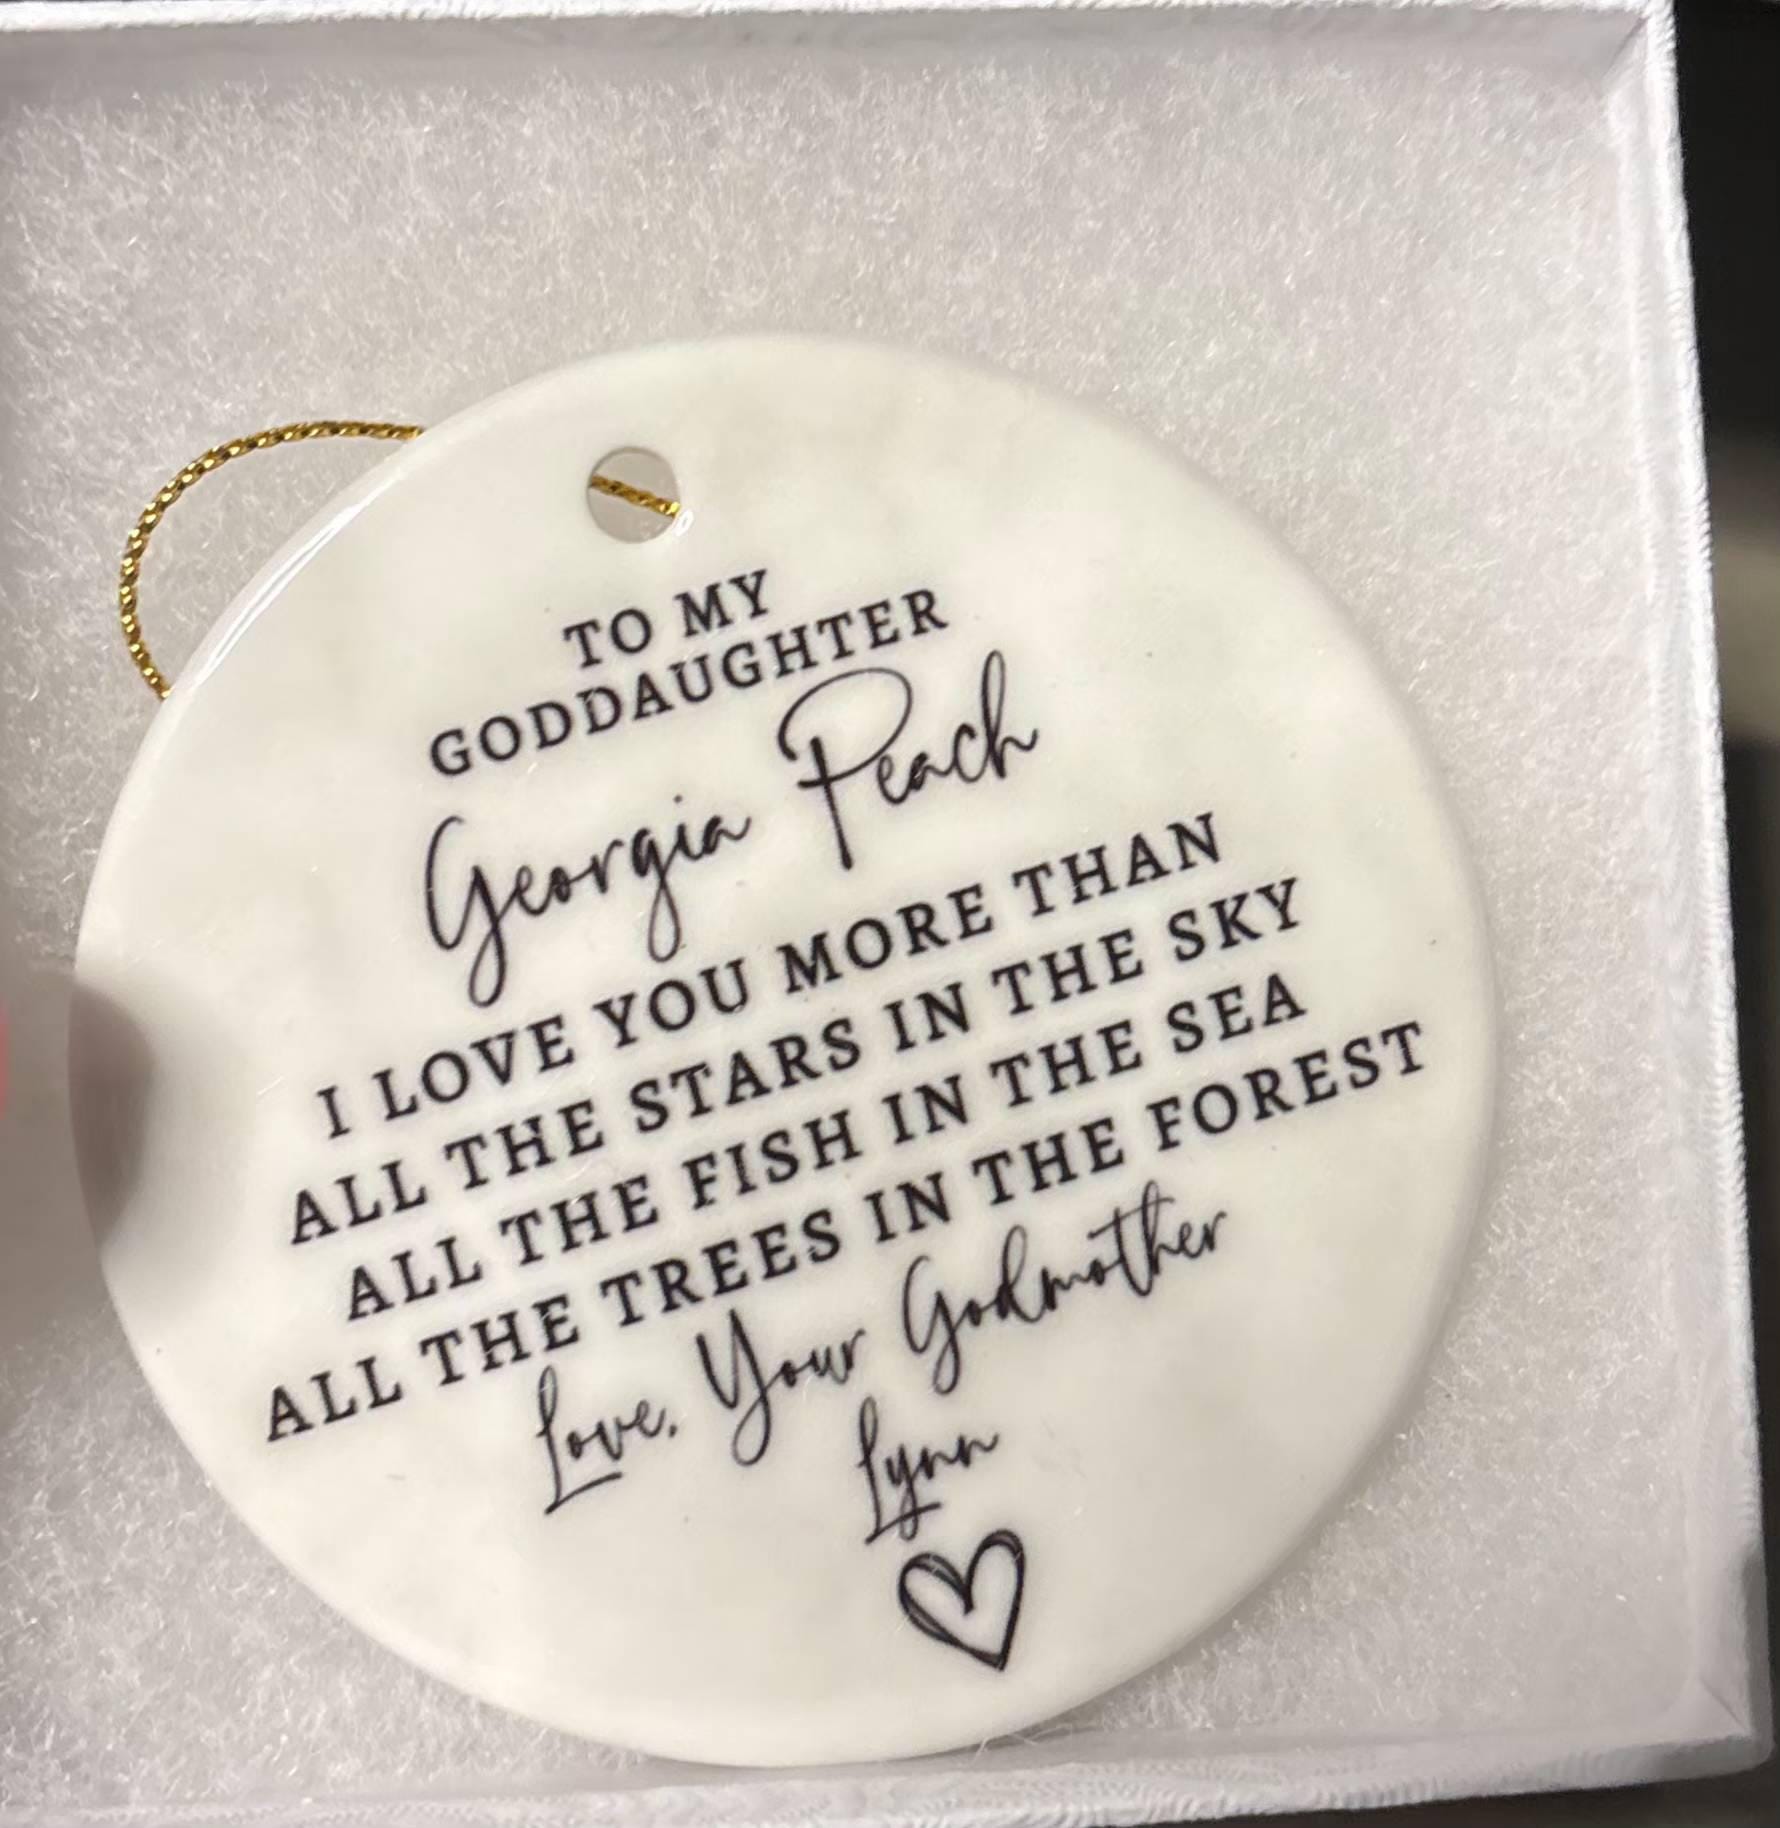 TO MY
GODDAUGHTER
Georgia Peach
I LOVE YOU MORE THAN
ALL THE STARS IN THE SKY
ALL THE FISH IN THE SEA
ALL THE TREES IN THE FOREST
Love, Your Godmother
Lynn